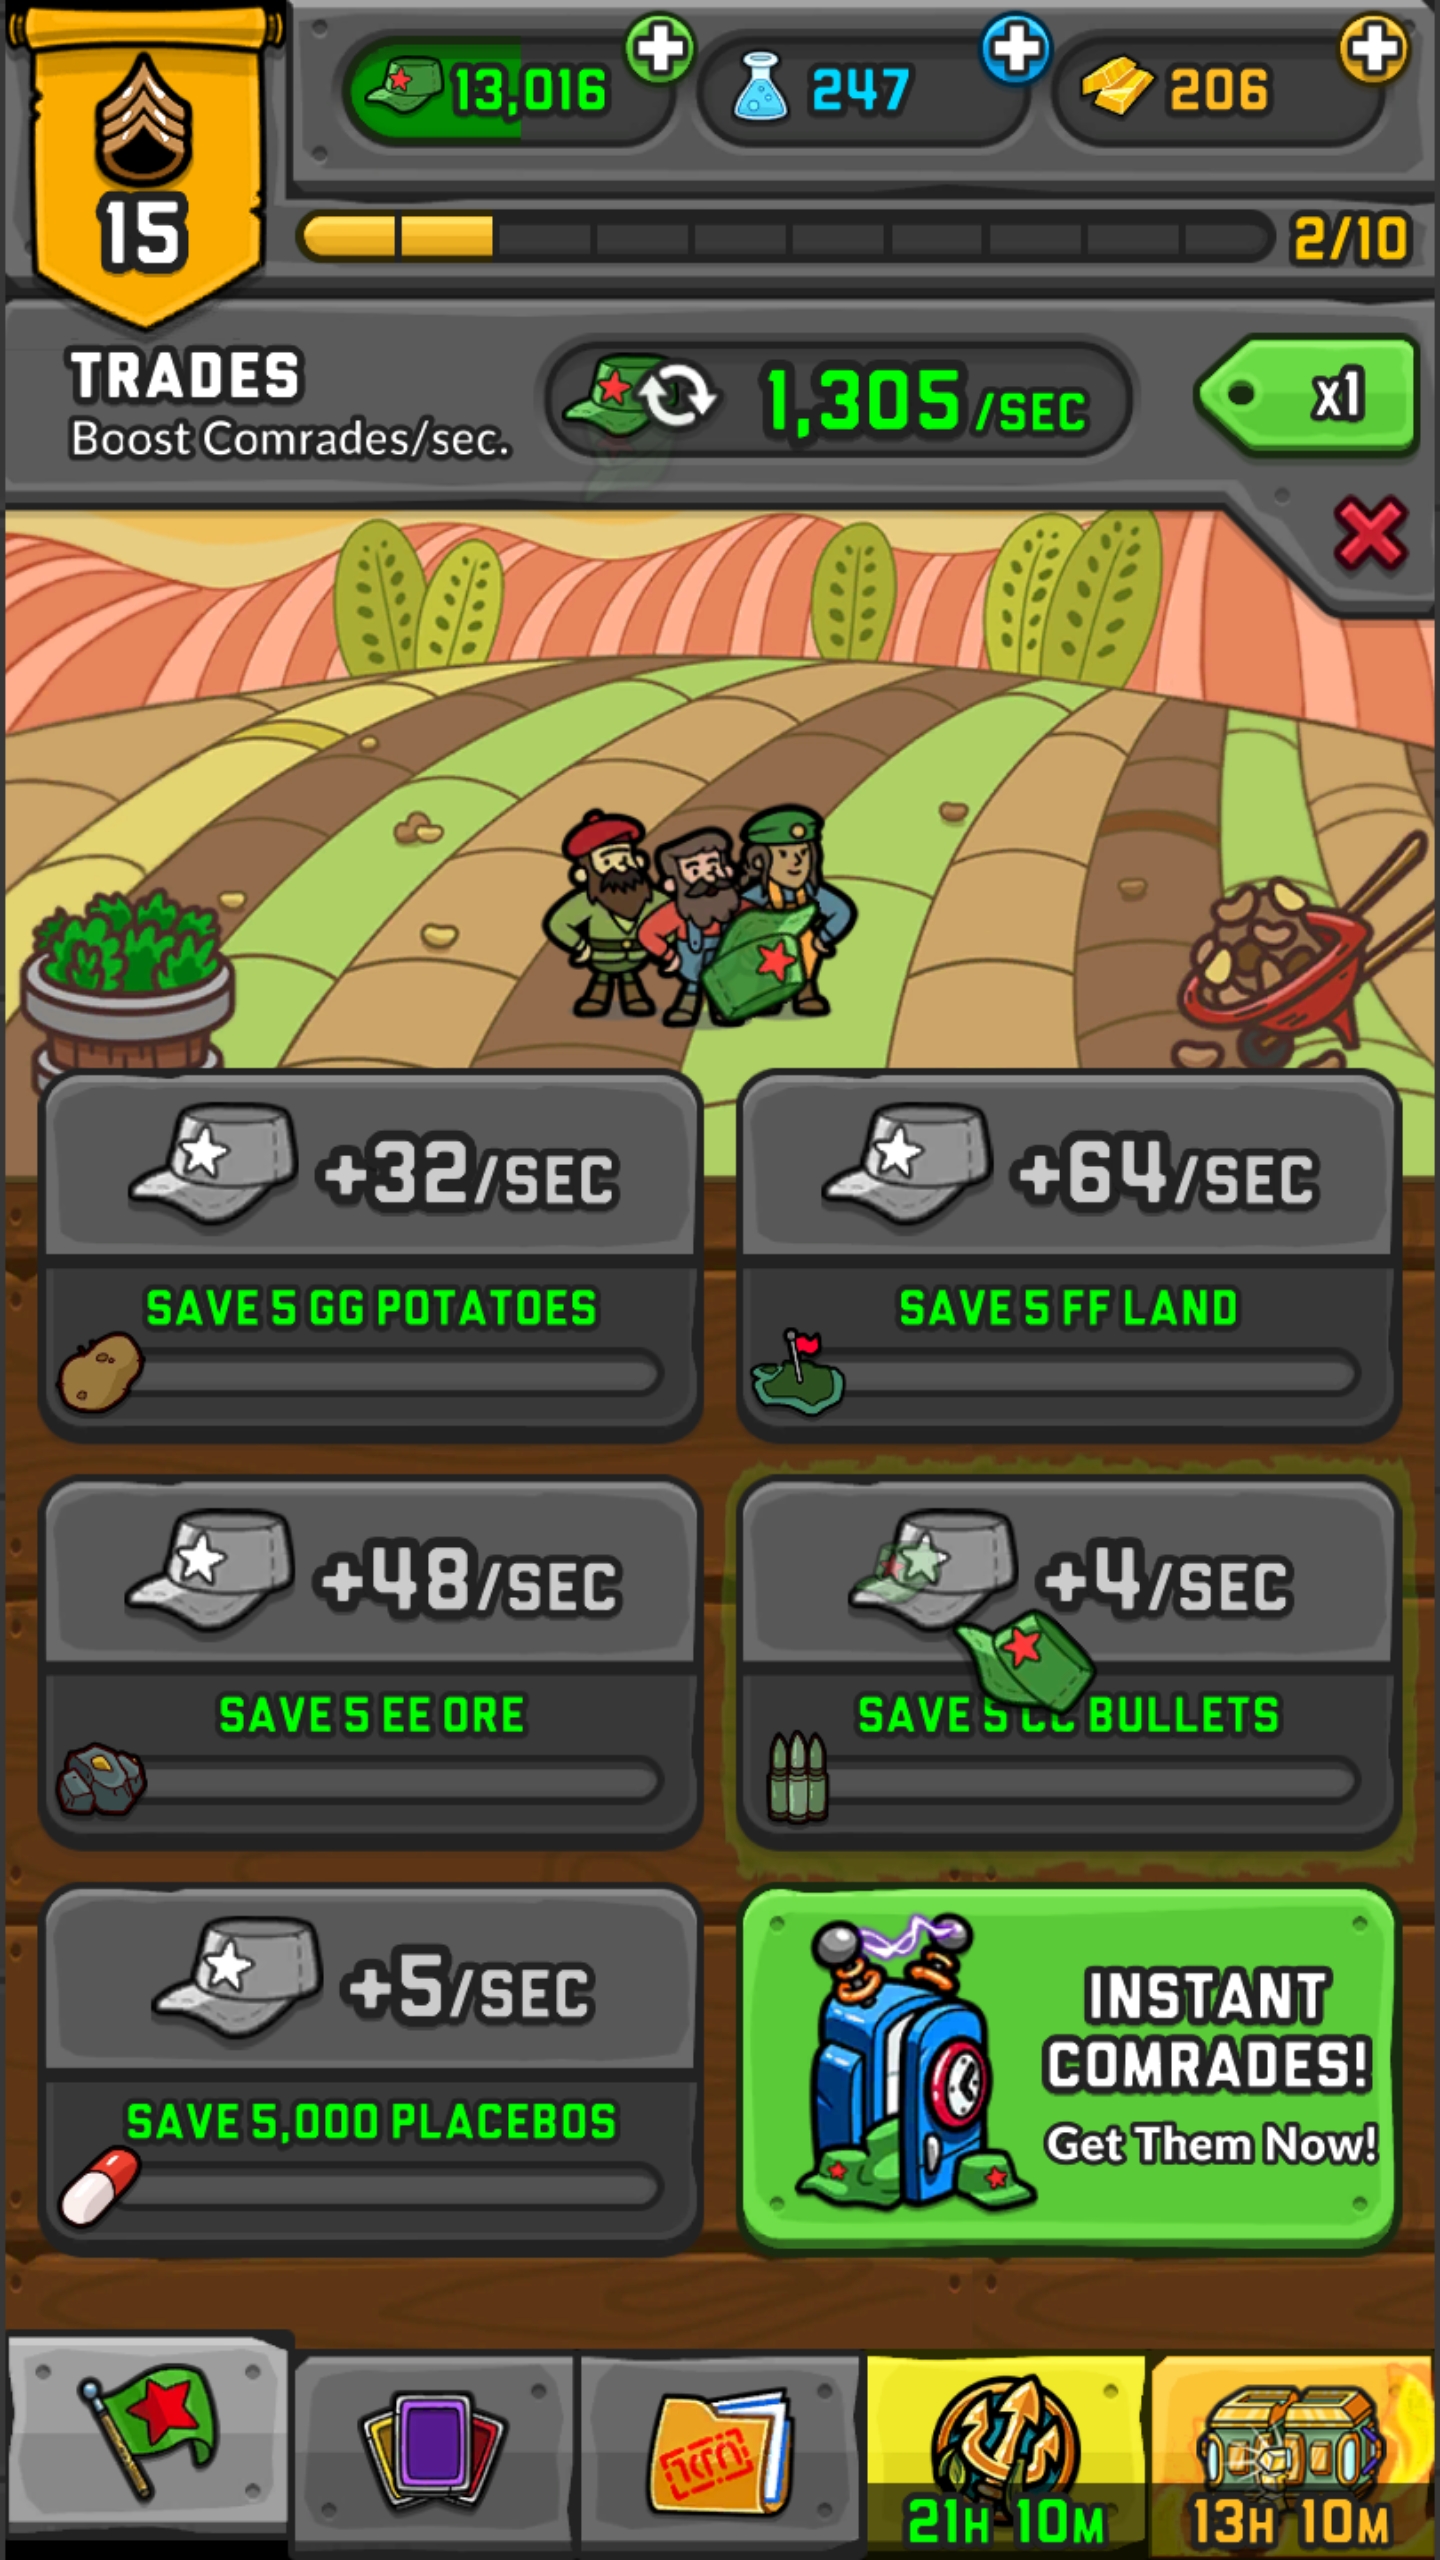 15
13,016
247
206
2/10
TRADES
Boost Comrades/sec.
1,305/SEC
x1
+32/SEC
+64/SEC
SAVE 5 GG POTATOES
SAVE 5 FF LAND
+48/SEC
+4/SEC
SAVE 5 EE ORE
SAVE 5 CC BULLETS
+5/SEC
SAVE 5,000 PLACEBOS
INSTANT
COMRADES!
Get Them Now!
21H 10M
13H 10M